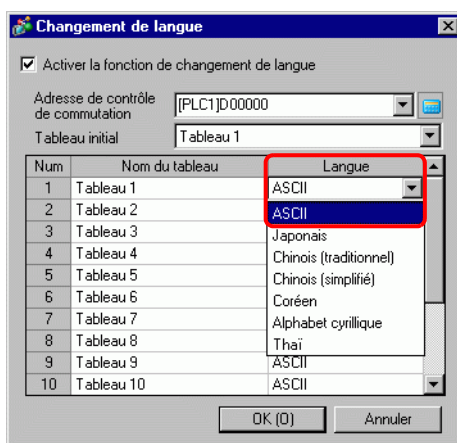 Changement de langue
Activer la fonction de changement de langue
Adresse de contrôle
de commutation
[PLC1]D00000
Tableau initial
Tableau 1
Num Nom du tableau Langue
1 Tableau 1 ASCII
2 Tableau 2 ASCII
3 Tableau 3 Japonais
4 Tableau 4 Chinois (traditionnel)
5 Tableau 5 Chinois (simplifié)
6 Tableau 6 Coréen
7 Tableau 7 Alphabet cyrillique
8 Tableau 8 Thaï
9 Tableau 9 ASCII
10 Tableau 10 ASCII
OK (O) Annuler